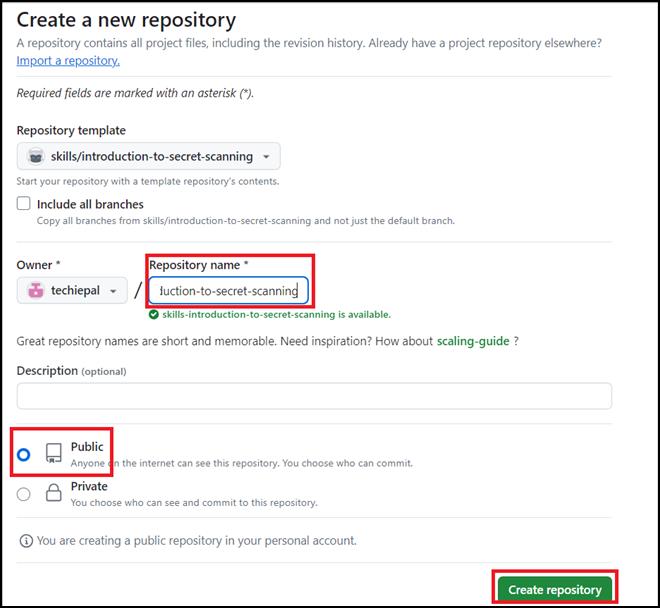 Create a new repository
A repository contains all project files, including the revision history. Already have a project repository elsewhere?
Import a repository.
Required fields are marked with an asterisk (*).
Repository template
skills/introduction-to-secret-scanning
Start your repository with a template repository's contents.
Include all branches
Copy all branches from skills/introduction-to-secret-scanning and not just the default branch.
Owner * Repository name *
techiepal / duction-to-secret-scanning
skills-introduction-to-secret-scanning is available.
Great repository names are short and memorable. Need inspiration? How about scaling-guide ?
Description (optional)
Public
Anyone on the internet can see this repository. You choose who can commit.
Private
You choose who can see and commit to this repository.
You are creating a public repository in your personal account.
Create repository